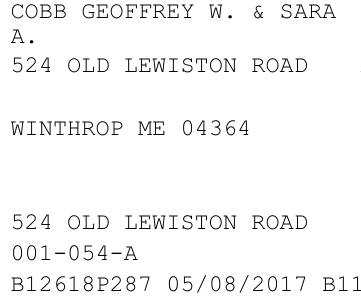 COBB GEOFFREY W. & SARA
A.
524 OLD LEWISTON ROAD
WINTHROP ME 04364
524 OLD LEWISTON ROAD
001-054-A
B12618P287 05/08/2017 B11